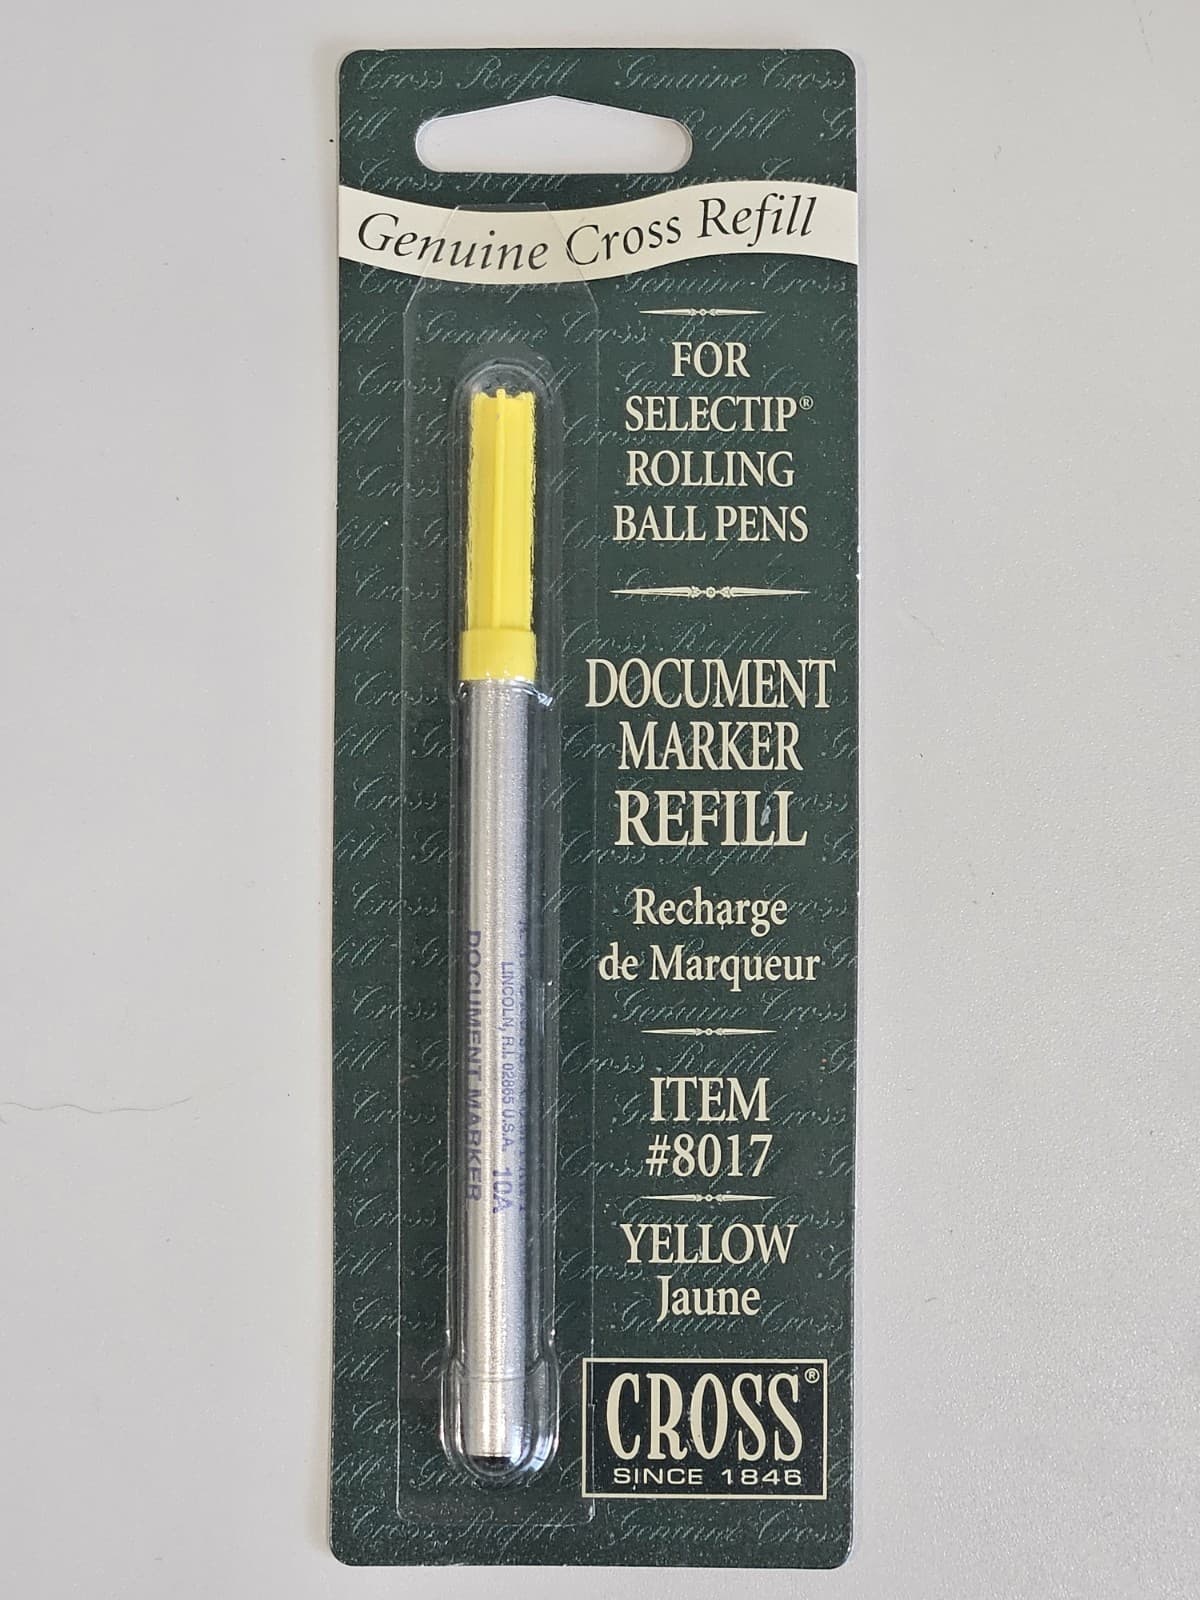 Genuine Cross Refill
FOR
SELECTIP®
ROLLING
BALL PENS
DOCUMENT
MARKER
REFILL
Recharge
de Marqueur
ITEM
#8017
YELLOW
Jaune
CROSS®
SINCE 1846
LINCOLN, R.I. 02865 U.S.A. 10A
DOCUMENT MARKER